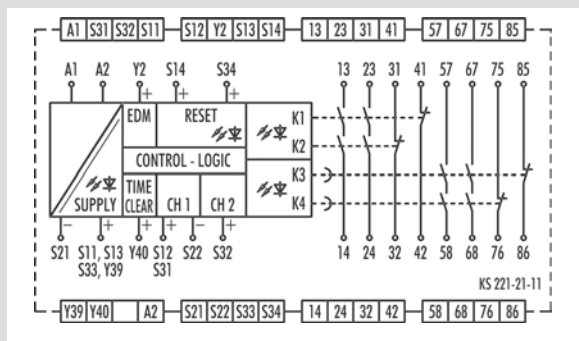 A1 S31 S32 S11 S12 Y2 S13 S14 13 23 31 41 57 67 75 85
A1 A2 Y2 S14 S34 13 23 31 41 57 67 75 85
+ + +
EDM RESET K1
K2
CONTROL - LOGIC
K3
TIME CLEAR CH 1 CH 2 K4
SUPPLY
- + + + - +
S21 S11, S13 Y40 S12 S22 S32 14 24 32 42 58 68 76 86
S33, Y39 S31
KS 221-21-11
Y39 Y40 A2 S21 S22 S33 S34 14 24 32 42 58 68 76 86